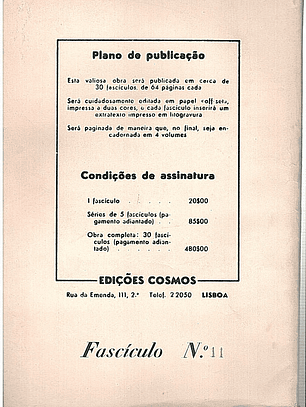 Plano de publicação
Esta valiosa obra será publicada em cerca de
30 fascículos de 64 páginas cada
Será cuidadosamente editada em papel «off-set»,
impressa a duas cores, e cada fascículo inserirá um
extratexto impresso em litogravura
Será paginada de maneira que, no final, seja en-
cadernada em 4 volumes
Condições de assinatura
1 fascículo . . . . . 20$00
Séries de 5 fascículos (pa-
gamento adiantado) . . 85$00
Obra completa: 30 fascí-
culos (pagamento adian-
tado) . . . . . 480$00
EDIÇÕES COSMOS
Rua da Emenda, 111, 2.º Telef. 2 2050 LISBOA
Fascículo N.º 11